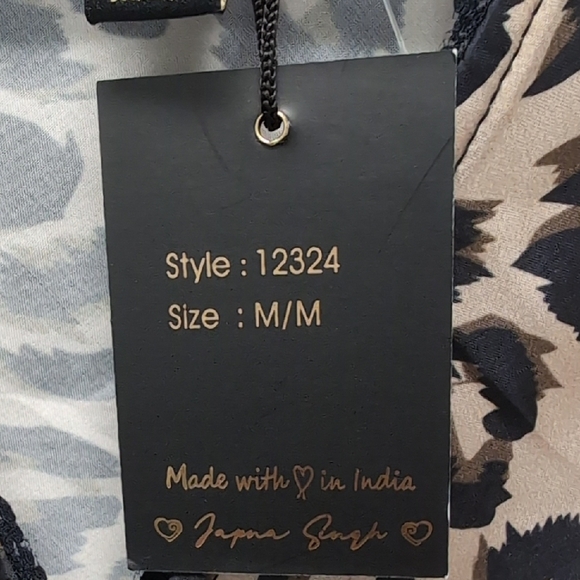 Style : 12324
Size : M/M
Made with in India
Japna Singh